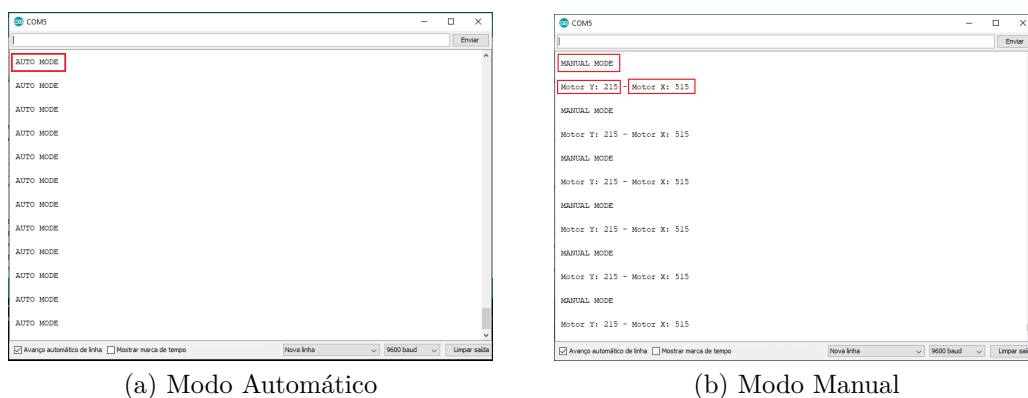 COM5
Enviar
AUTO MODE
AUTO MODE
AUTO MODE
AUTO MODE
AUTO MODE
AUTO MODE
AUTO MODE
AUTO MODE
AUTO MODE
AUTO MODE
AUTO MODE
AUTO MODE
Avanço automático de linha Mostrar marca de tempo Nova linha 9600 baud Limpar saída
(a) Modo Automático
COM5
Enviar
MANUAL MODE
Motor Y: 215 - Motor X: 515
MANUAL MODE
Motor Y: 215 - Motor X: 515
MANUAL MODE
Motor Y: 215 - Motor X: 515
MANUAL MODE
Motor Y: 215 - Motor X: 515
MANUAL MODE
Motor Y: 215 - Motor X: 515
MANUAL MODE
Motor Y: 215 - Motor X: 515
Avanço automático de linha Mostrar marca de tempo Nova linha 9600 baud Limpar saí
(b) Modo Manual